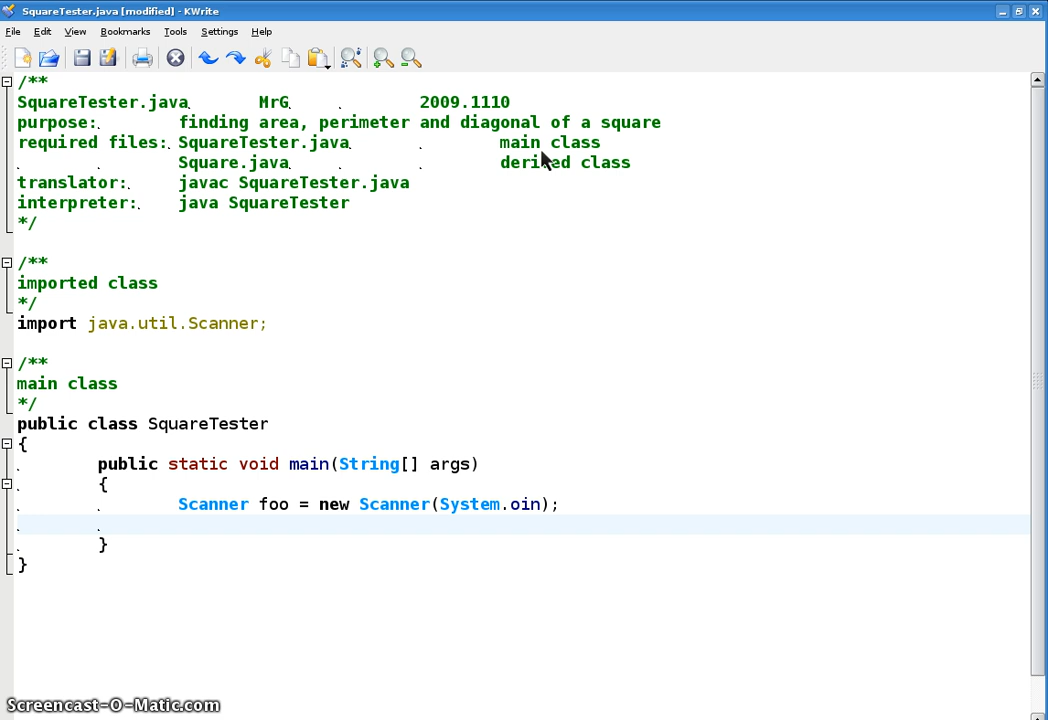 SquareTester.java [modified] - KWrite
File Edit View Bookmarks Tools Settings Help
/**
SquareTester.java MrG 2009.1110
purpose: finding area, perimeter and diagonal of a square
required files: SquareTester.java main class
Square.java derived class
translator: javac SquareTester.java
interpreter: java SquareTester
*/
/**
imported class
*/
import java.util.Scanner;
/**
main class
*/
public class SquareTester
{
public static void main(String[] args)
{
Scanner foo = new Scanner(System.oin);
}
}
Screencast-O-Matic.com